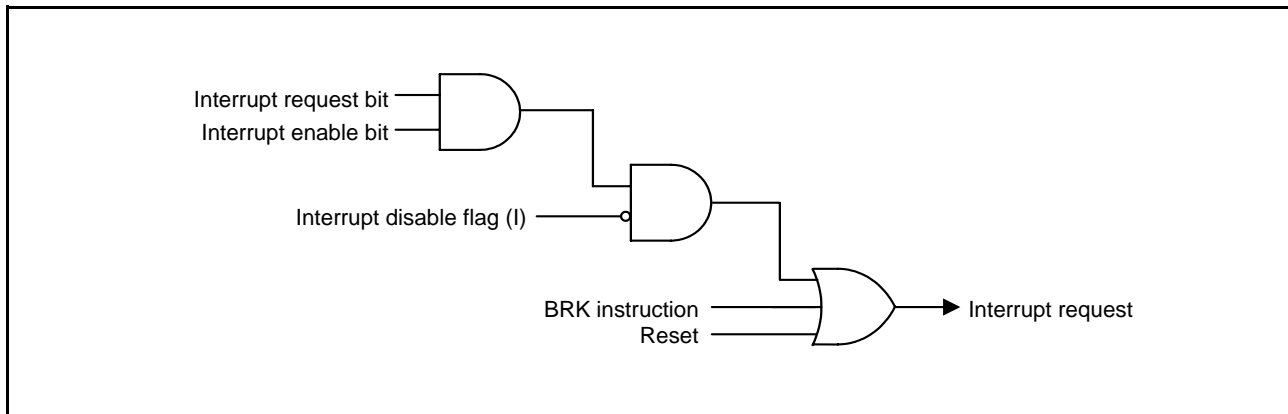 Interrupt request bit
Interrupt enable bit
Interrupt disable flag (I)
BRK instruction
Reset
Interrupt request